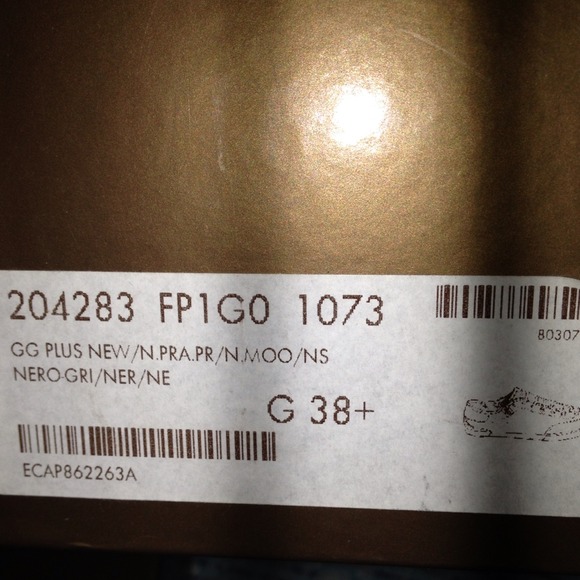 204283 FP1G0 1073
80307
GG PLUS NEW/N.PRA.PR/N.MOO/NS
NERO-GRI/NER/NE
G 38+
ECAP862263A